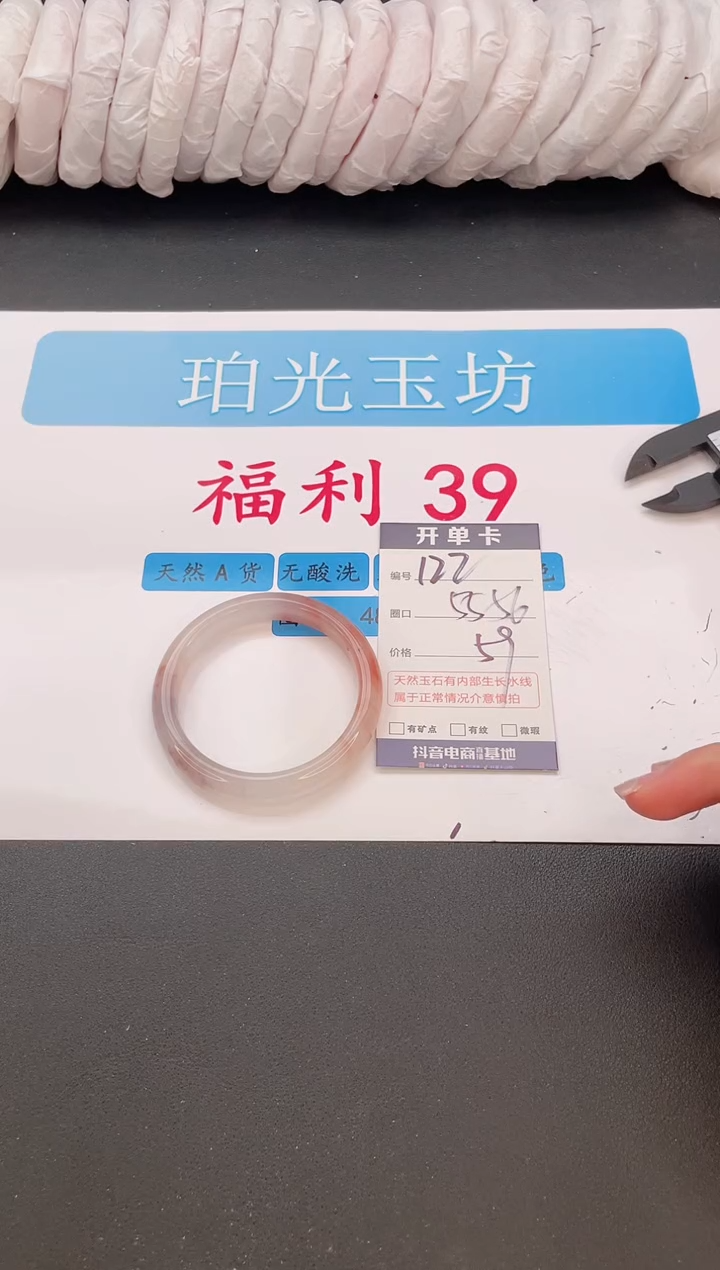 珀光玉坊
福利 39
天然 A 货 无酸洗
48
开单卡
编号 122
圈口 55 56
价格 59
天然玉石有内部生长水线
属于正常情况介意慎拍
有矿点 有纹 微瑕
抖音电商直播基地